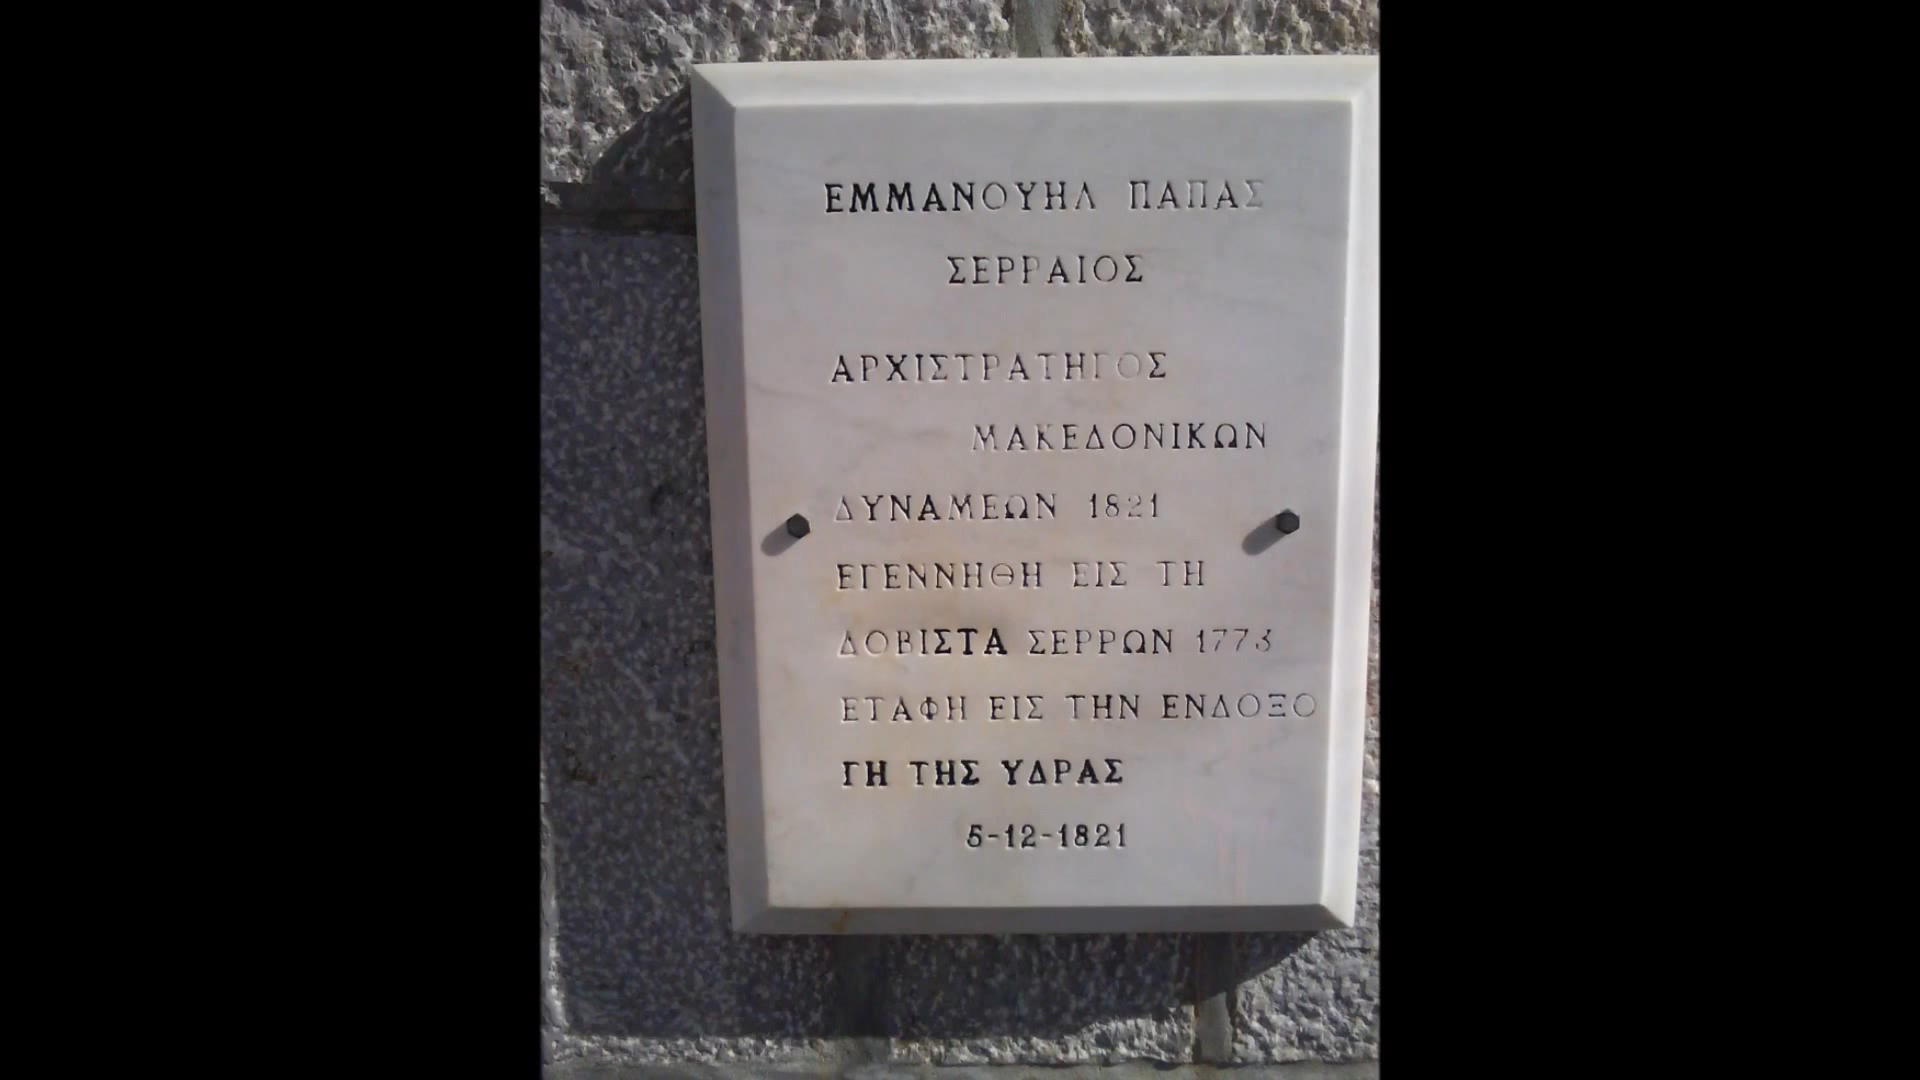 ΕΜΜΑΝΟΥΗΛ ΠΑΠΑΣ
ΣΕΡΡΑΙΟΣ
ΑΡΧΙΣΤΡΑΤΗΓΟΣ
ΜΑΚΕΔΟΝΙΚΩΝ
ΔΥΝΑΜΕΩΝ 1821
ΕΓΕΝΝΗΘΗ ΕΙΣ ΤΗ
ΔΟΒΙΣΤΑ ΣΕΡΡΩΝ 1773
ΕΤΑΦΗ ΕΙΣ ΤΗΝ ΕΝΔΟΞΟ
ΓΗ ΤΗΣ ΥΔΡΑΣ
5-12-1821